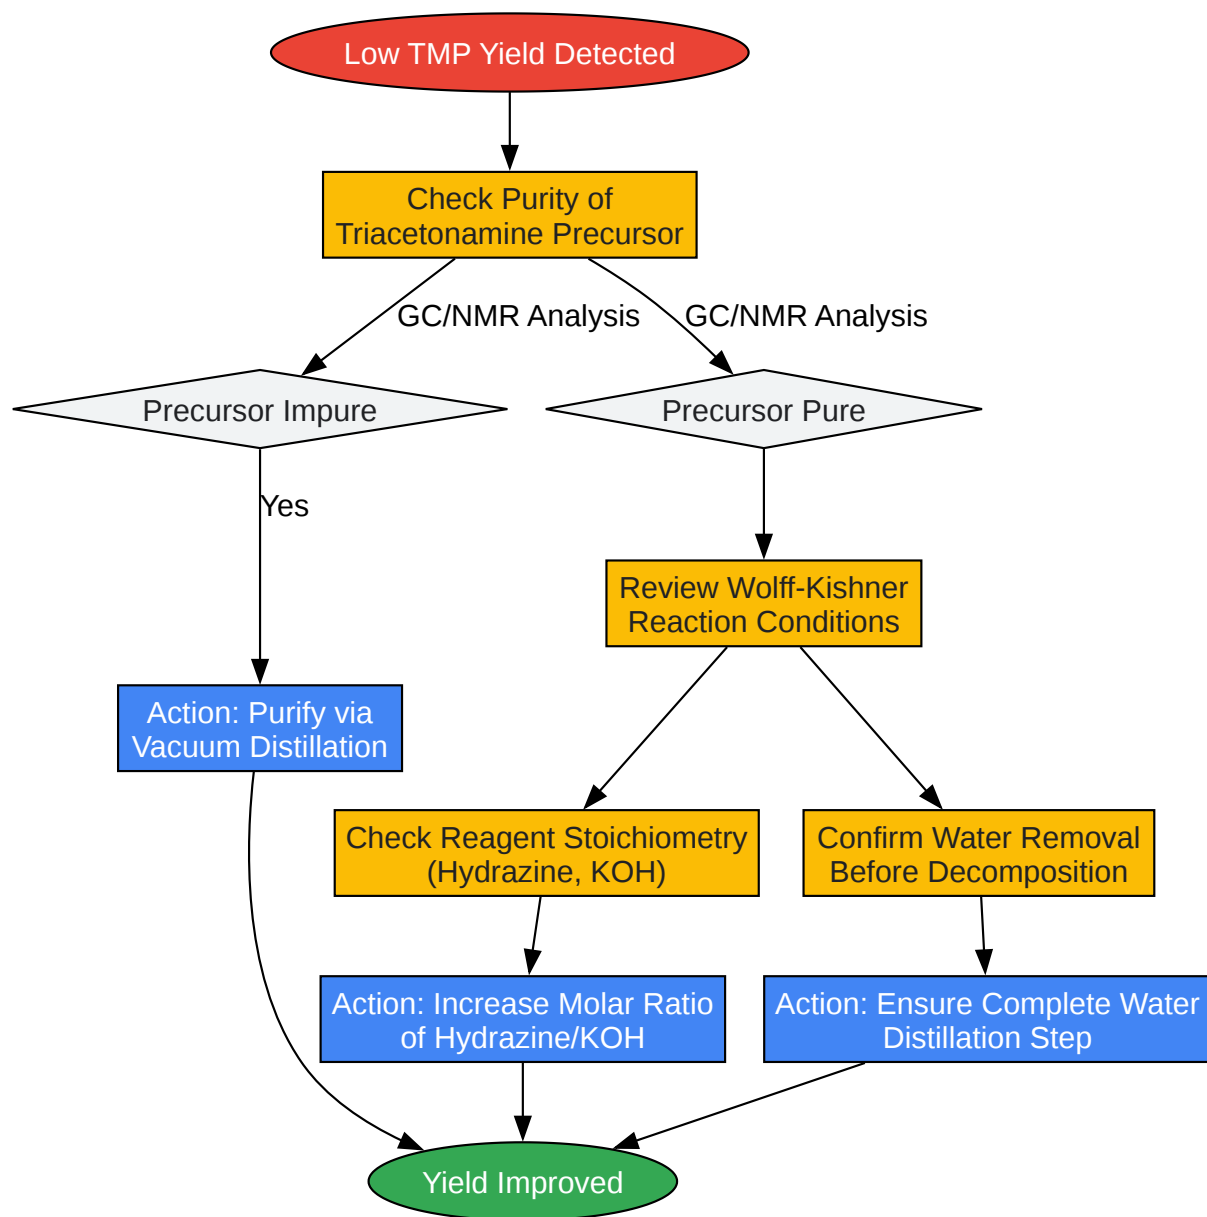 Low TMP Yield Detected
Check Purity of
Triacetonamine Precursor
GC/NMR Analysis
GC/NMR Analysis
Precursor Impure
Precursor Pure
Yes
Review Wolff-Kishner
Reaction Conditions
Action: Purify via
Vacuum Distillation
Check Reagent Stoichiometry
(Hydrazine, KOH)
Confirm Water Removal
Before Decomposition
Action: Increase Molar Ratio
of Hydrazine/KOH
Action: Ensure Complete Water
Distillation Step
Yield Improved